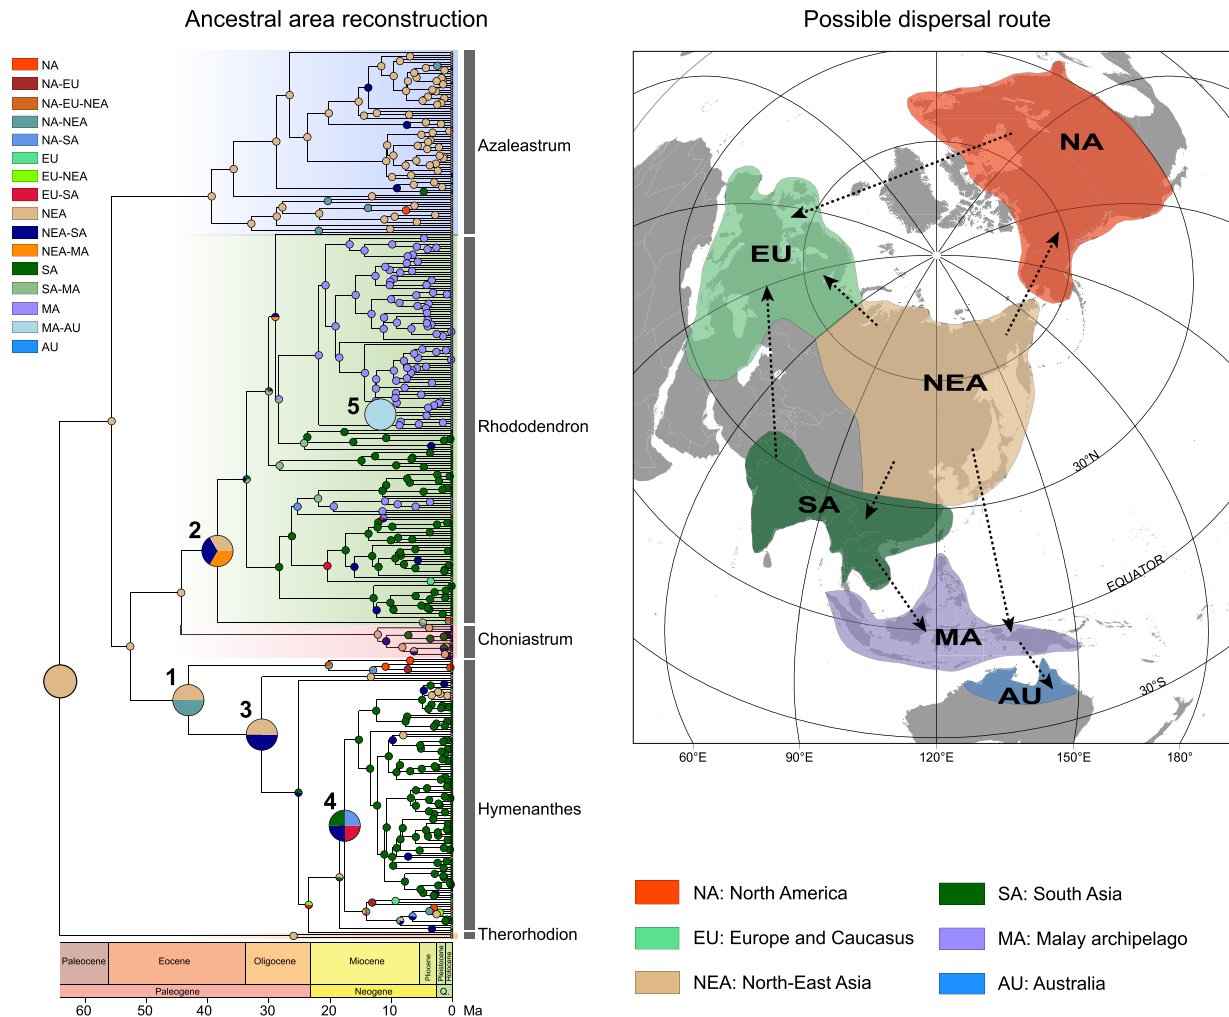 Ancestral area reconstruction
NA
NA-EU
NA-EU-NEA
NA-NEA
NA-SA
EU
EU-NEA
EU-SA
NEA
NEA-SA
NEA-MA
SA
SA-MA
MA
MA-AU
AU
Azaleastrum
Rhododendron
Choniastrum
Hymenanthes
Therorhodion
5
2
1
3
4
Paleocene
Eocene
Oligocene
Miocene
Pliocene
Pleistocene
Holocene
Paleogene
Neogene
Q.
60
50
40
30
20
10
0
Ma
Possible dispersal route
NA
EU
NEA
SA
MA
AU
30°N
EQUATOR
30°S
60°E
90°E
120°E
150°E
180°
NA: North America
EU: Europe and Caucasus
NEA: North-East Asia
SA: South Asia
MA: Malay archipelago
AU: Australia